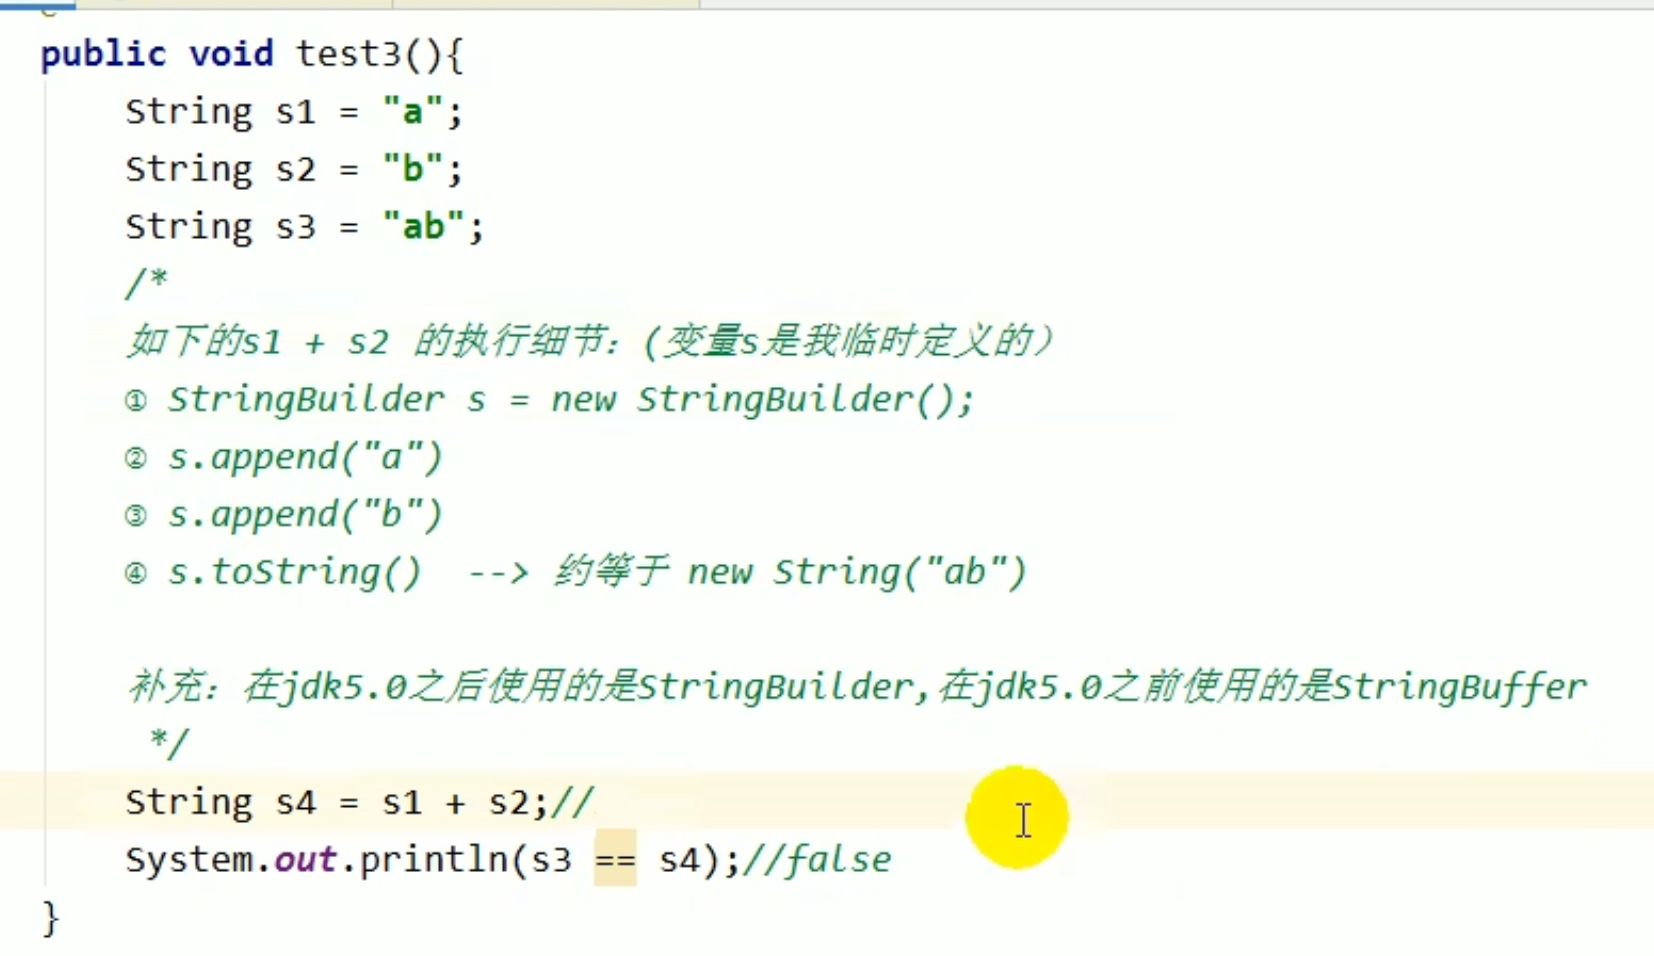 public void test3(){
String s1 = "a";
String s2 = "b";
String s3 = "ab";
/*
如下的s1 + s2 的执行细节：(变量s是我临时定义的）
① StringBuilder s = new StringBuilder();
② s.append("a")
③ s.append("b")
④ s.toString()  --> 约等于 new String("ab")
补充：在jdk5.0之后使用的是StringBuilder,在jdk5.0之前使用的是StringBuffer
*/
String s4 = s1 + s2;//
System.out.println(s3 == s4);//false
}